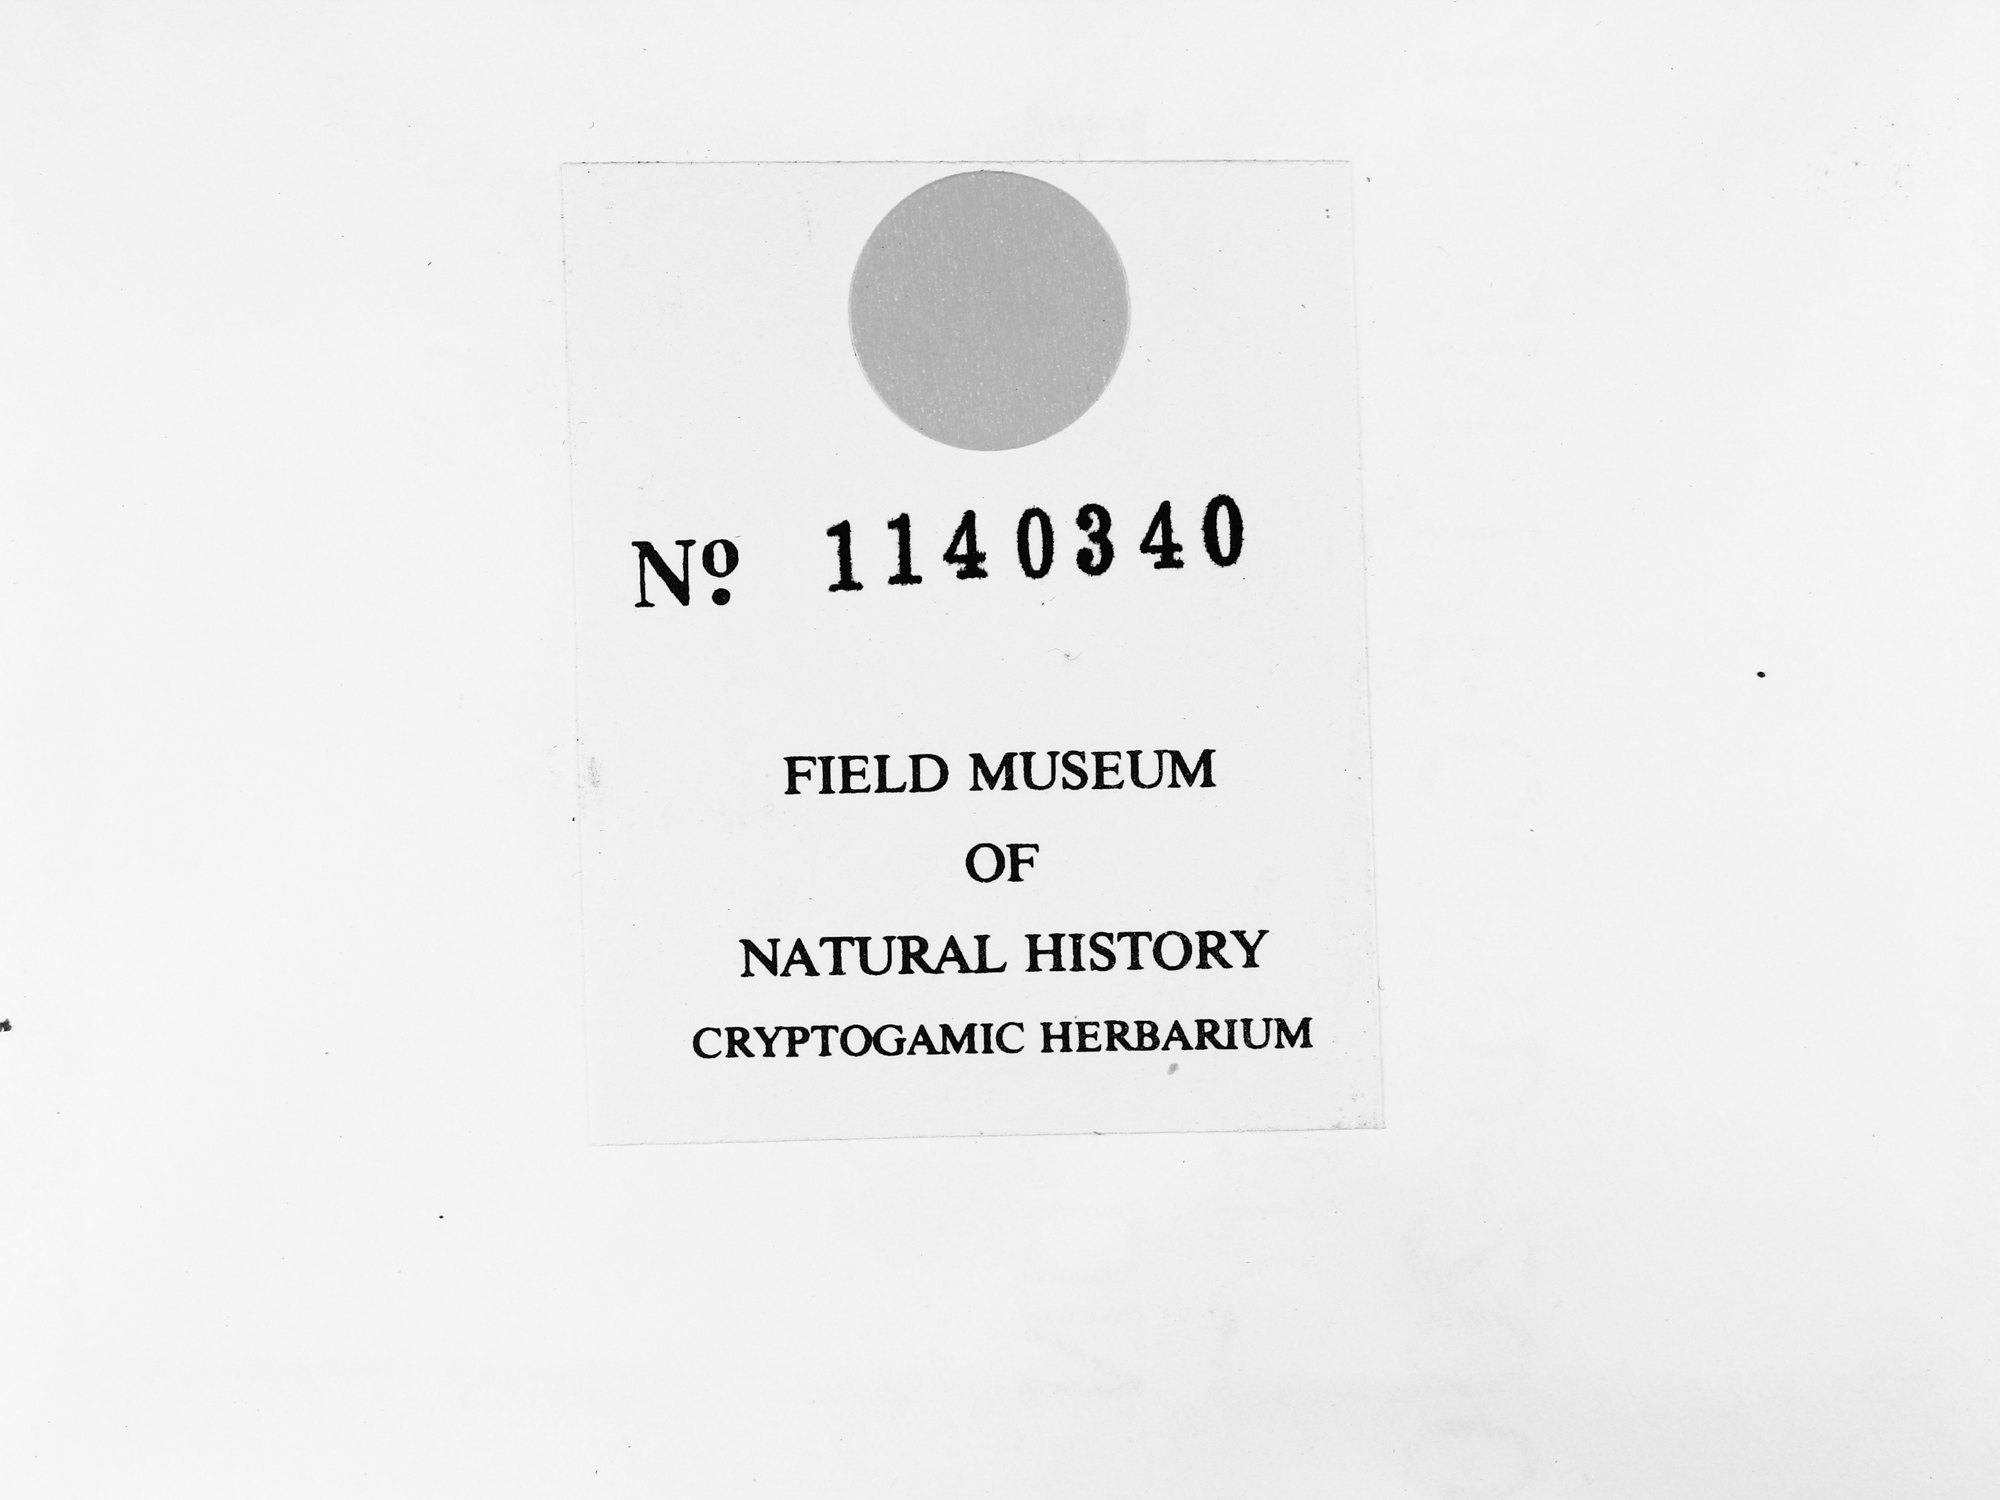 Nº 1140340
FIELD MUSEUM
OF
NATURAL HISTORY
CRYPTOGAMIC HERBARIUM